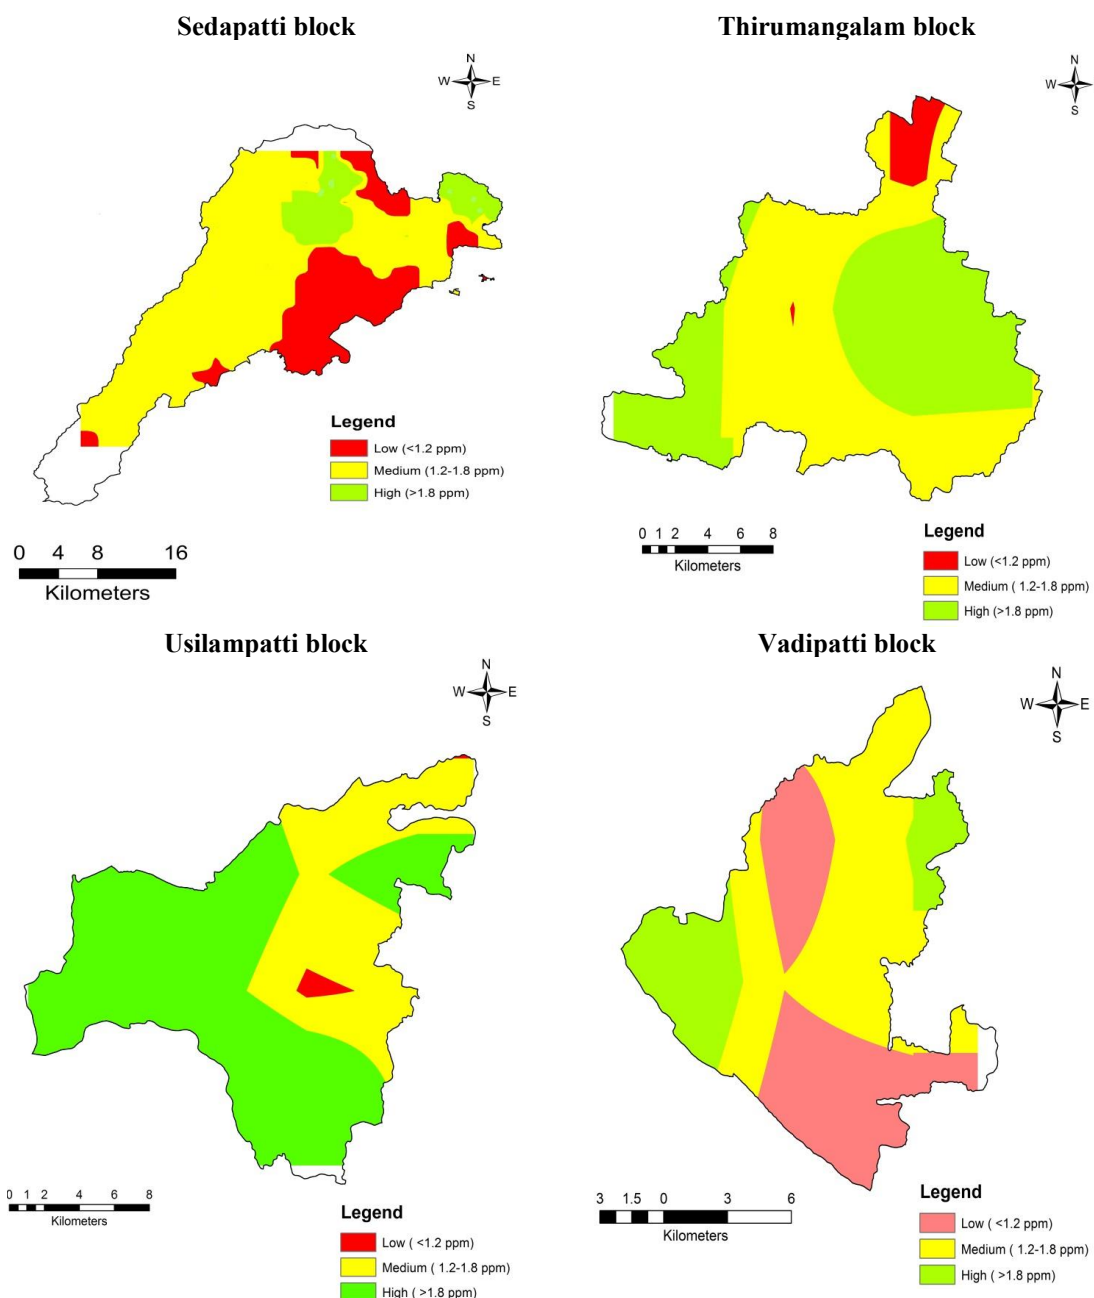 Sedapatti block
N
W E
S
Legend
Low (<1.2 ppm)
Medium (1.2-1.8 ppm)
High (>1.8 ppm)
0 4 8 16
Kilometers
Thirumangalam block
N
W E
S
0 1 2 4 6 8
Kilometers
Legend
Low (<1.2 ppm)
Medium ( 1.2-1.8 ppm)
High (>1.8 ppm)
Usilampatti block
N
W E
S
0 1 2 4 6 8
Kilometers
Legend
Low ( <1.2 ppm)
Medium ( 1.2-1.8 ppm)
High ( >1.8 ppm)
Vadipatti block
N
W E
S
3 1.5 0 3 6
Kilometers
Legend
Low ( <1.2 ppm)
Medium ( 1.2-1.8 ppm)
High ( >1.8 ppm)